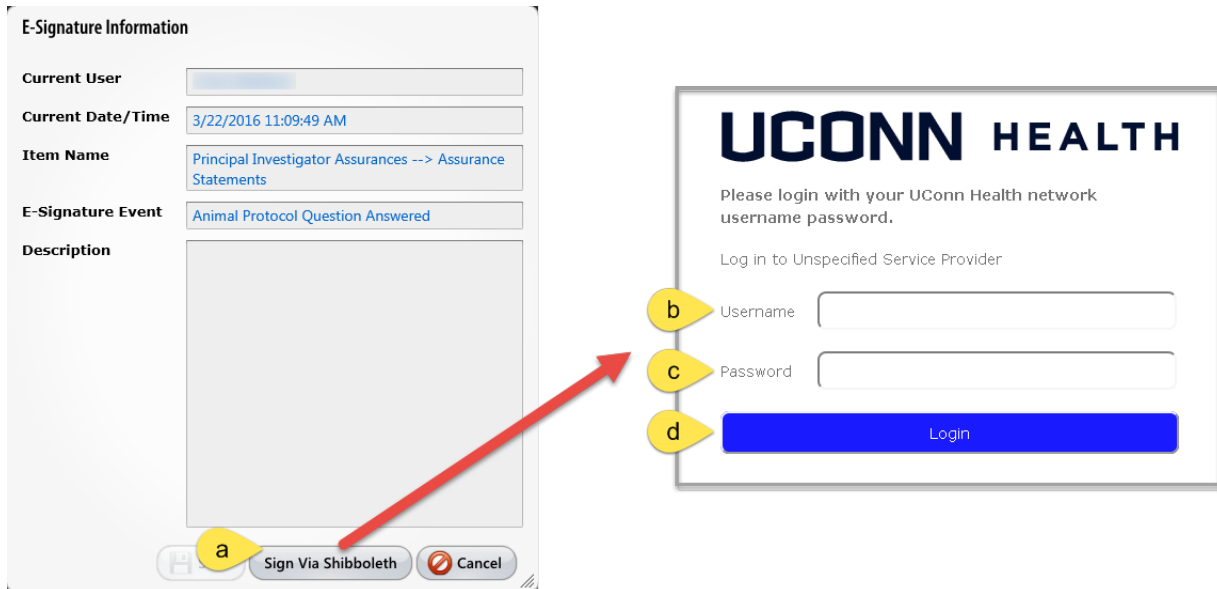 E-Signature Information
Current User
Current Date/Time
3/22/2016 11:09:49 AM
Item Name
Principal Investigator Assurances --> Assurance
Statements
E-Signature Event
Animal Protocol Question Answered
Description
a
Sign Via Shibboleth
Cancel
UCONN HEALTH
Please login with your UConn Health network
username password.
Log in to Unspecified Service Provider
b
Username
c
Password
d
Login